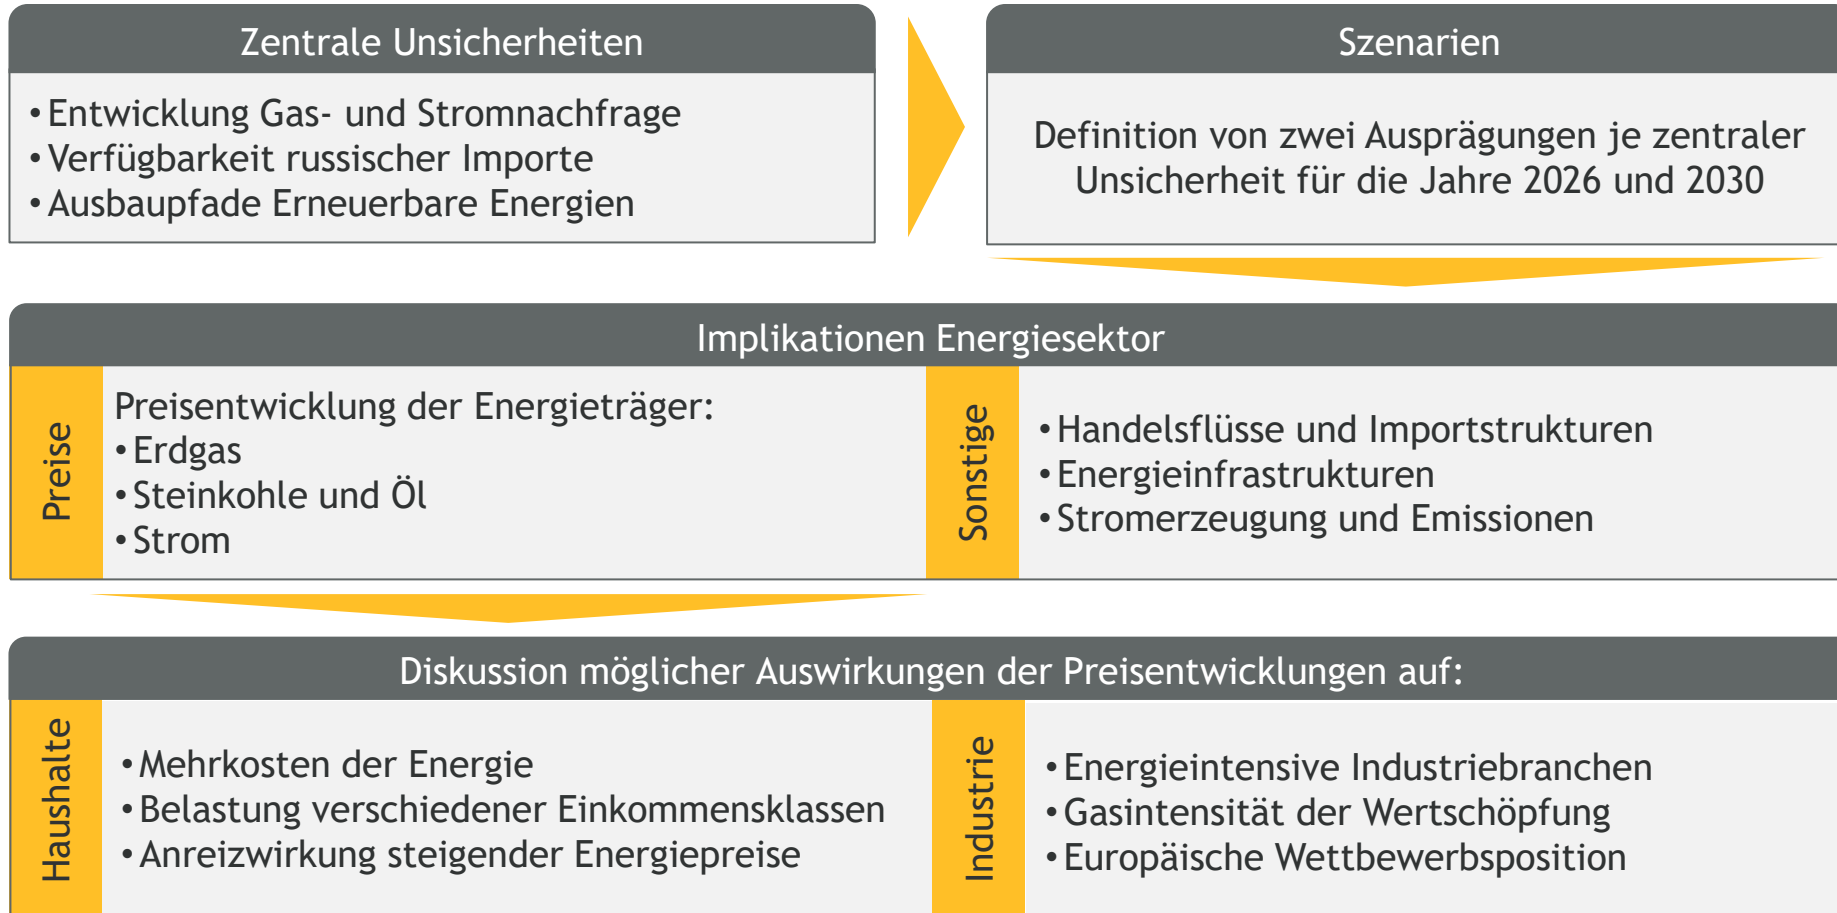 Zentrale Unsicherheiten
• Entwicklung Gas- und Stromnachfrage
• Verfügbarkeit russischer Importe
• Ausbaupfade Erneuerbare Energien
Szenarien
Definition von zwei Ausprägungen je zentraler
Unsicherheit für die Jahre 2026 und 2030
Implikationen Energiesektor
Preise
Preisentwicklung der Energieträger:
• Erdgas
• Steinkohle und Öl
• Strom
Sonstige
• Handelsflüsse und Importstrukturen
• Energieinfrastrukturen
• Stromerzeugung und Emissionen
Diskussion möglicher Auswirkungen der Preisentwicklungen auf:
Haushalte
• Mehrkosten der Energie
• Belastung verschiedener Einkommensklassen
• Anreizwirkung steigender Energiepreise
Industrie
• Energieintensive Industriebranchen
• Gasintensität der Wertschöpfung
• Europäische Wettbewerbsposition